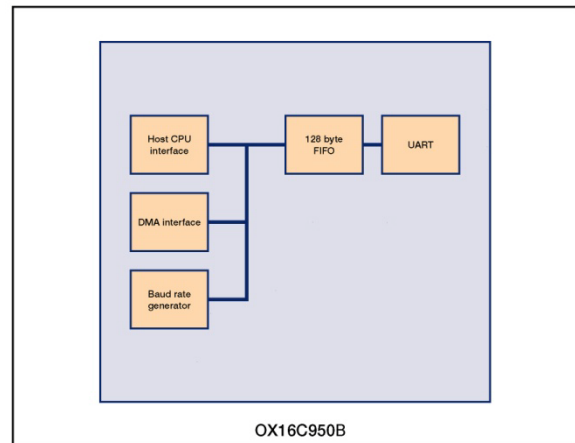 Host CPU
interface
128 byte
FIFO
UART
DMA interface
Baud rate
generator
OX16C950B